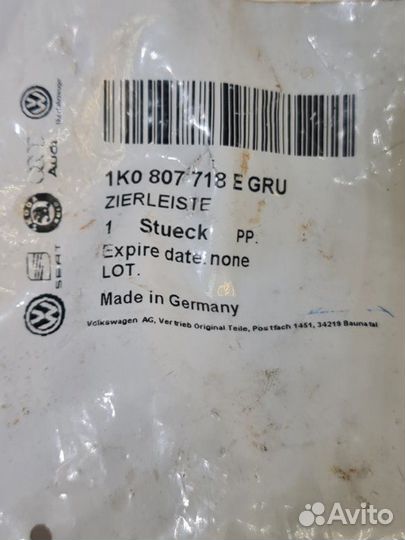 1K0 807 718 E GRU
ZIERLEISTE
1 Stueck PP.
Expire date: none
LOT.
Made in Germany
Volkswagen AG, Vertrieb Original Teile, Postfach 1451, 34219 Baunatal
Audi
SEAT
Avito